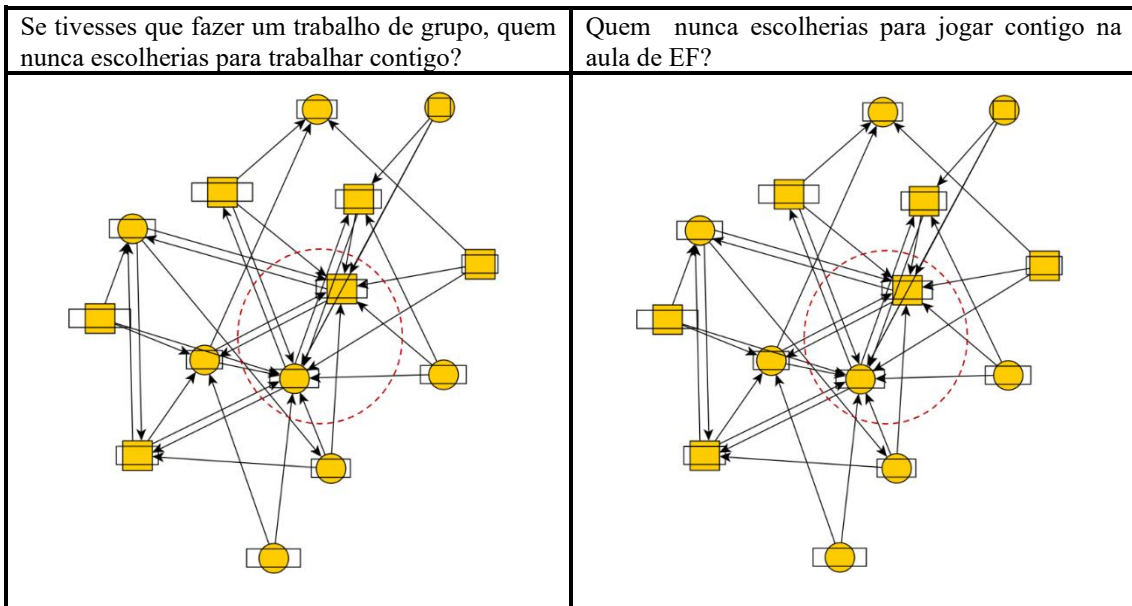 Se tivesses que fazer um trabalho de grupo, quem
nunca escolherias para trabalhar contigo?
Quem nunca escolherias para jogar contigo na
aula de EF?